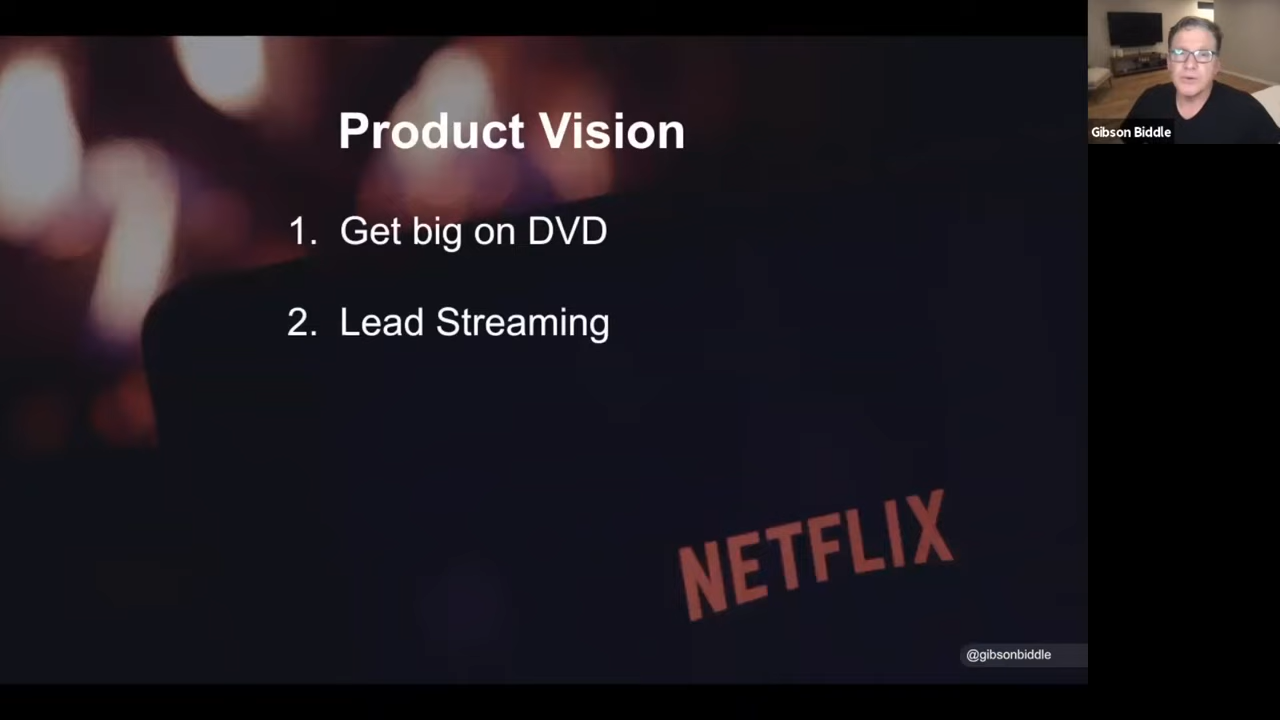 Product Vision
1. Get big on DVD
2. Lead Streaming
NETFLIX
@gibsonbiddle
Gibson Biddle